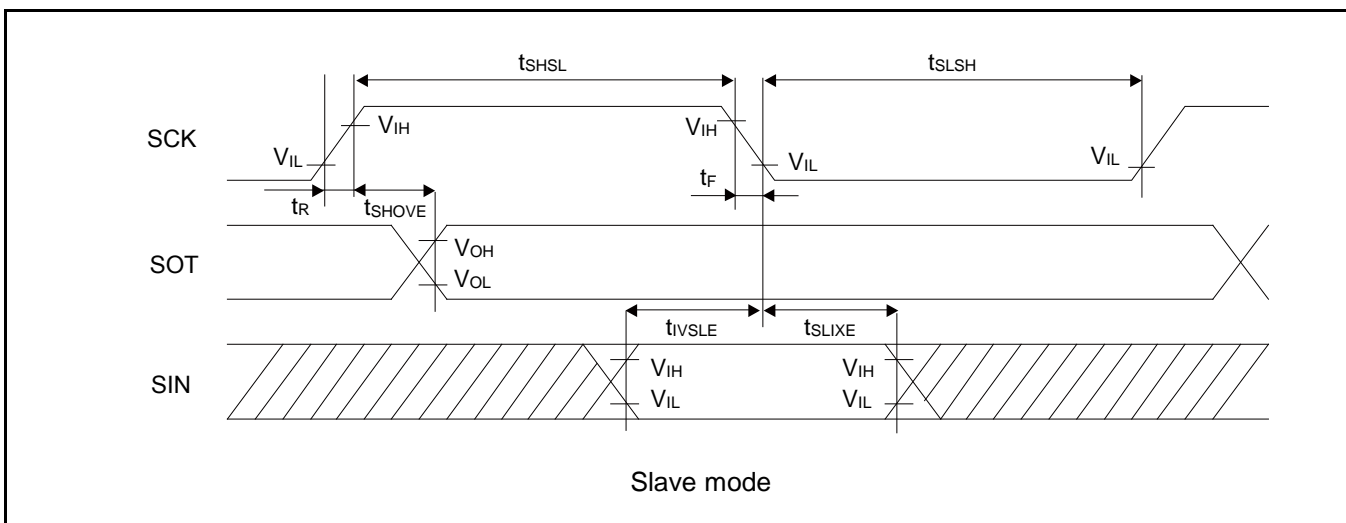 tSHSL
tSLSH
SCK
VIH
VIH
VIL
VIL
VIL
tR
tSHOVE
tF
SOT
VOH
VOL
tIVSLE
tSLIXE
SIN
VIH
VIH
VIL
VIL
Slave mode